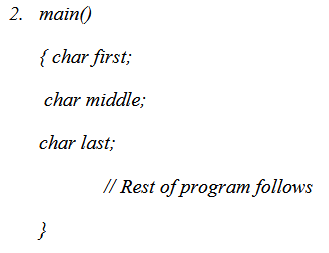 2. main()
{ char first;
char middle;
char last;
// Rest of program follows
}